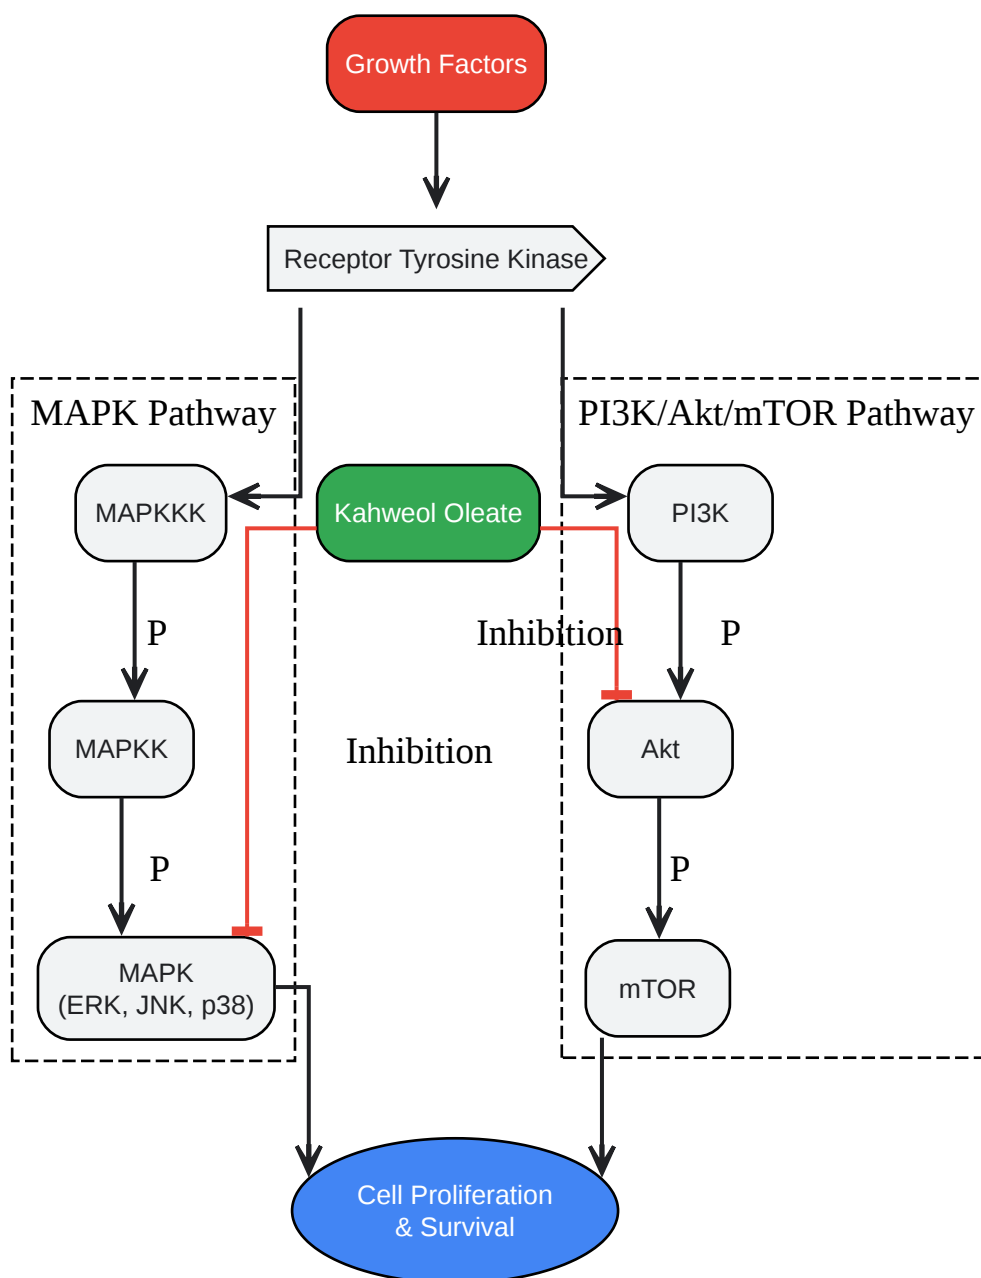 Growth Factors
Receptor Tyrosine Kinase
MAPK Pathway
PI3K/Akt/mTOR Pathway
MAPKKK
Kahweol Oleate
PI3K
P
Inhibition
P
MAPKK
Inhibition
Akt
P
P
MAPK
(ERK, JNK, p38)
mTOR
Cell Proliferation
& Survival